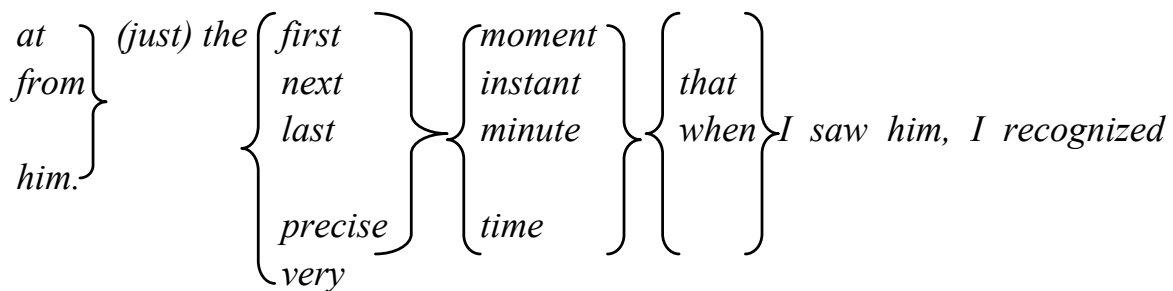 at (just) the first moment
from next instant that
last minute when I saw him, I recognized
him.
precise time
very